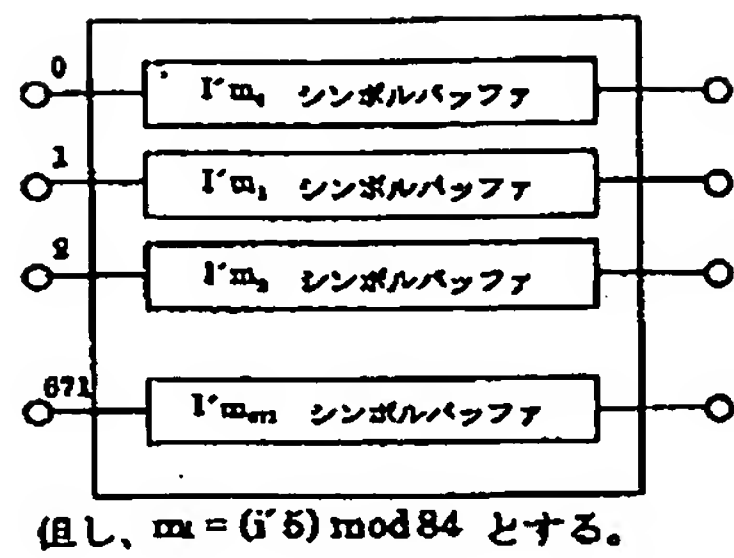 0
I´m₀ シンボルバッファ
1
I´m₁ シンボルバッファ
2
I´m₂ シンボルバッファ
671
I´m₆₇₁ シンボルバッファ
但し、mi = (i´5) mod 84 とする。